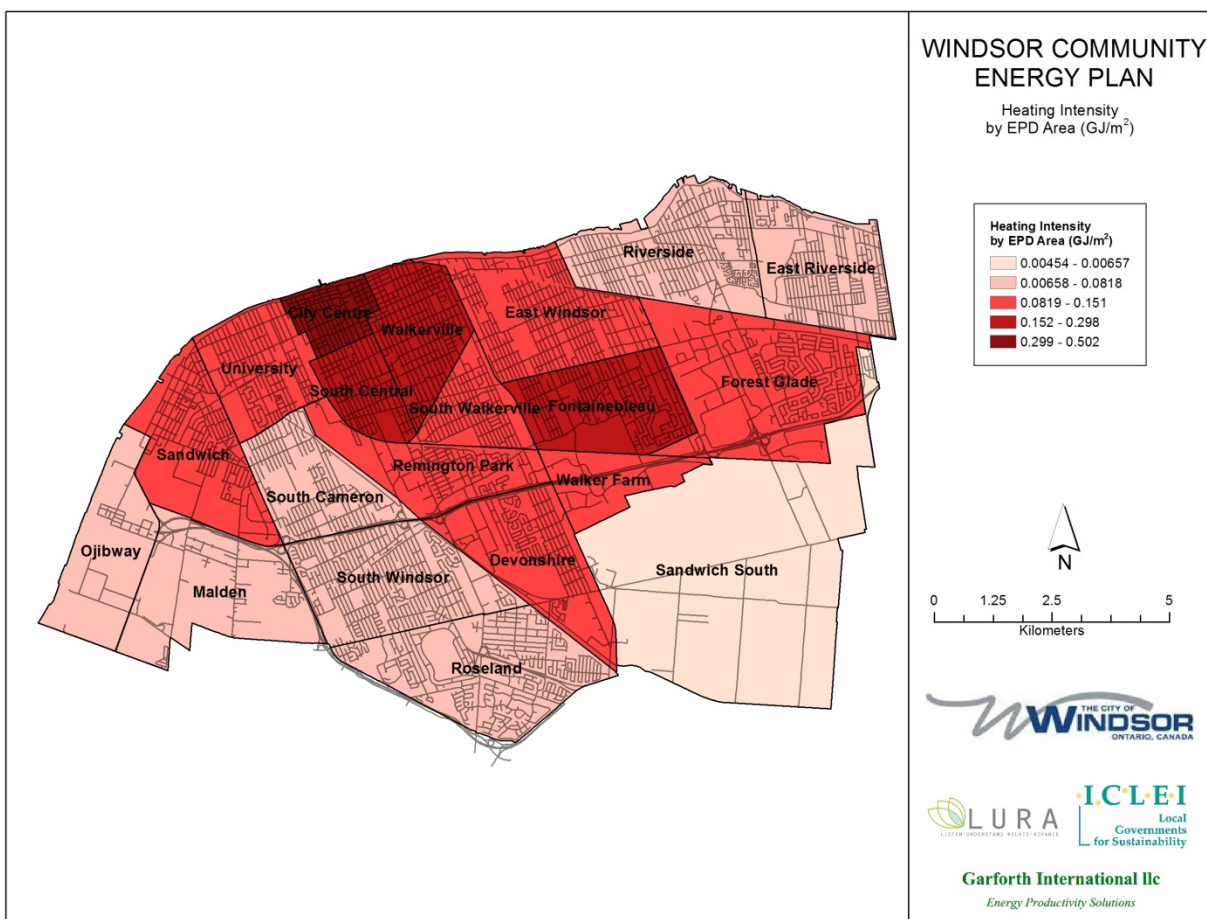 WINDSOR COMMUNITY
ENERGY PLAN
Heating Intensity
by EPD Area (GJ/m²)
Heating Intensity
by EPD Area (GJ/m²)
0.00454 - 0.00657
0.00658 - 0.0818
0.0819 - 0.151
0.152 - 0.298
0.299 - 0.502
Riverside
East Riverside
City Centre
Walkerville
East Windsor
University
South Central
South Walkerville
Fontainebleau
Forest Glade
Sandwich
Remington Park
Walker Farm
South Cameron
Ojibway
Malden
South Windsor
Devonshire
Sandwich South
Roseland
N
0 1.25 2.5 5
Kilometers
THE CITY OF
WINDSOR
ONTARIO, CANADA
LURA
LISTEN·UNDERSTAND·RELATE·ADVANCE
I·C·L·E·I
Local
Governments
for Sustainability
Garforth International llc
Energy Productivity Solutions